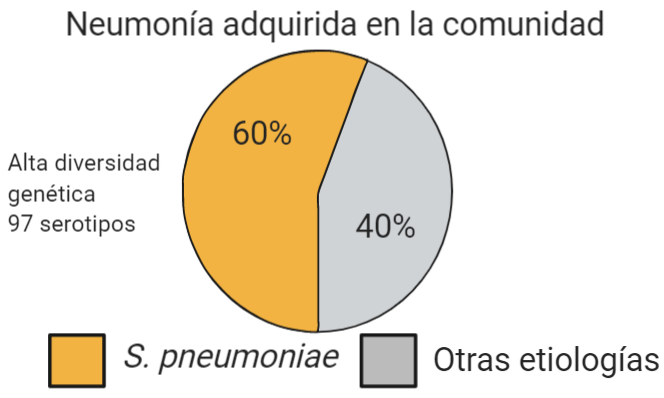 Neumonía adquirida en la comunidad
60%
Alta diversidad
genética
97 serotipos
40%
S. pneumoniae
Otras etiologías